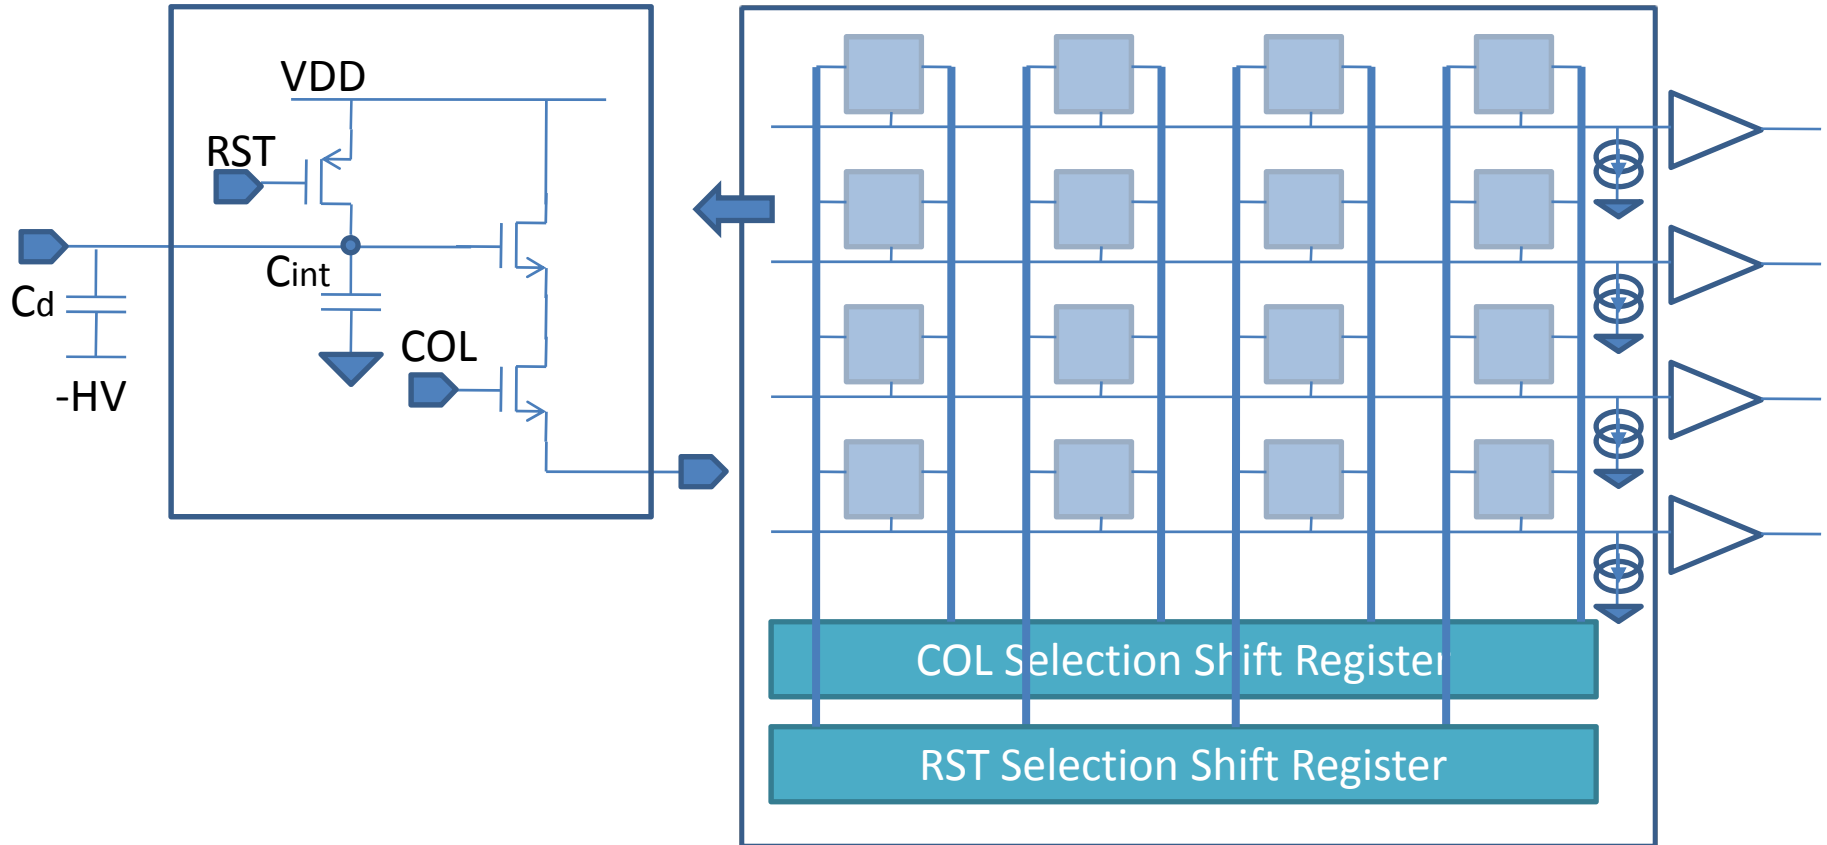 VDD
RST
Cint
Cd
COL
-HV
COL Selection Shift Register
RST Selection Shift Register